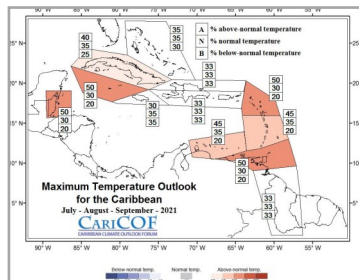 35
35
30
A % above-normal temperature
N % normal temperature
B % below-normal temperature
40
35
25
25°N
33
33
33
20°N
50
30
20
50
30
20
30
35
35
33
33
33
50
30
20
15°N
45
35
20
45
35
20
10°N
50
30
20
33
33
33
5°N
Maximum Temperature Outlook
for the Caribbean
July - August - September - 2021
CARICOF
CARIBBEAN CLIMATE OUTLOOK FORUM
90°W 85°W 80°W 75°W 70°W 65°W 60°W 55°W
Below-normal temp. Normal temp. Above-normal temp.